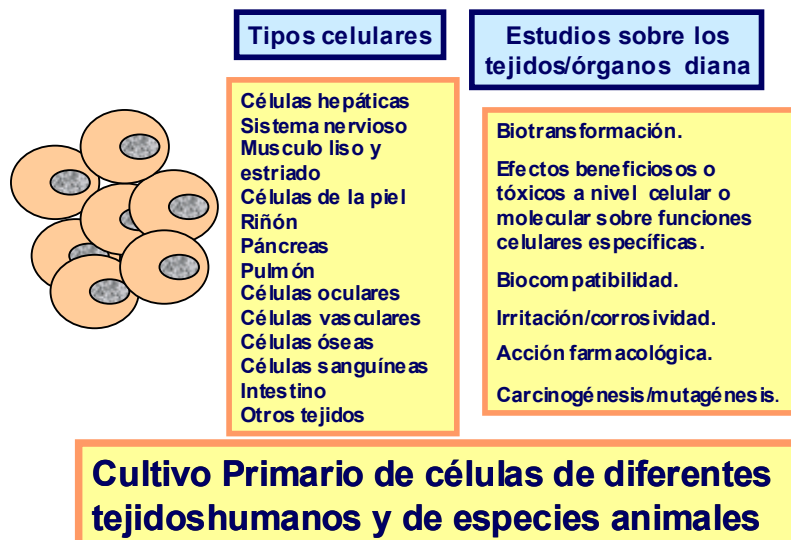 Tipos celulares
Células hepáticas
Sistema nervioso
Musculo liso y
estriado
Células de la piel
Riñón
Páncreas
Pulmón
Células oculares
Células vasculares
Células óseas
Células sanguíneas
Intestino
Otros tejidos
Estudios sobre los
tejidos/órganos diana
Biotransformación.
Efectos beneficiosos o
tóxicos a nivel celular o
molecular sobre funciones
celulares específicas.
Biocompatibilidad.
Irritación/corrosividad.
Acción farmacológica.
Carcinogénesis/mutagénesis.
Cultivo Primario de células de diferentes
tejidoshumanos y de especies animales